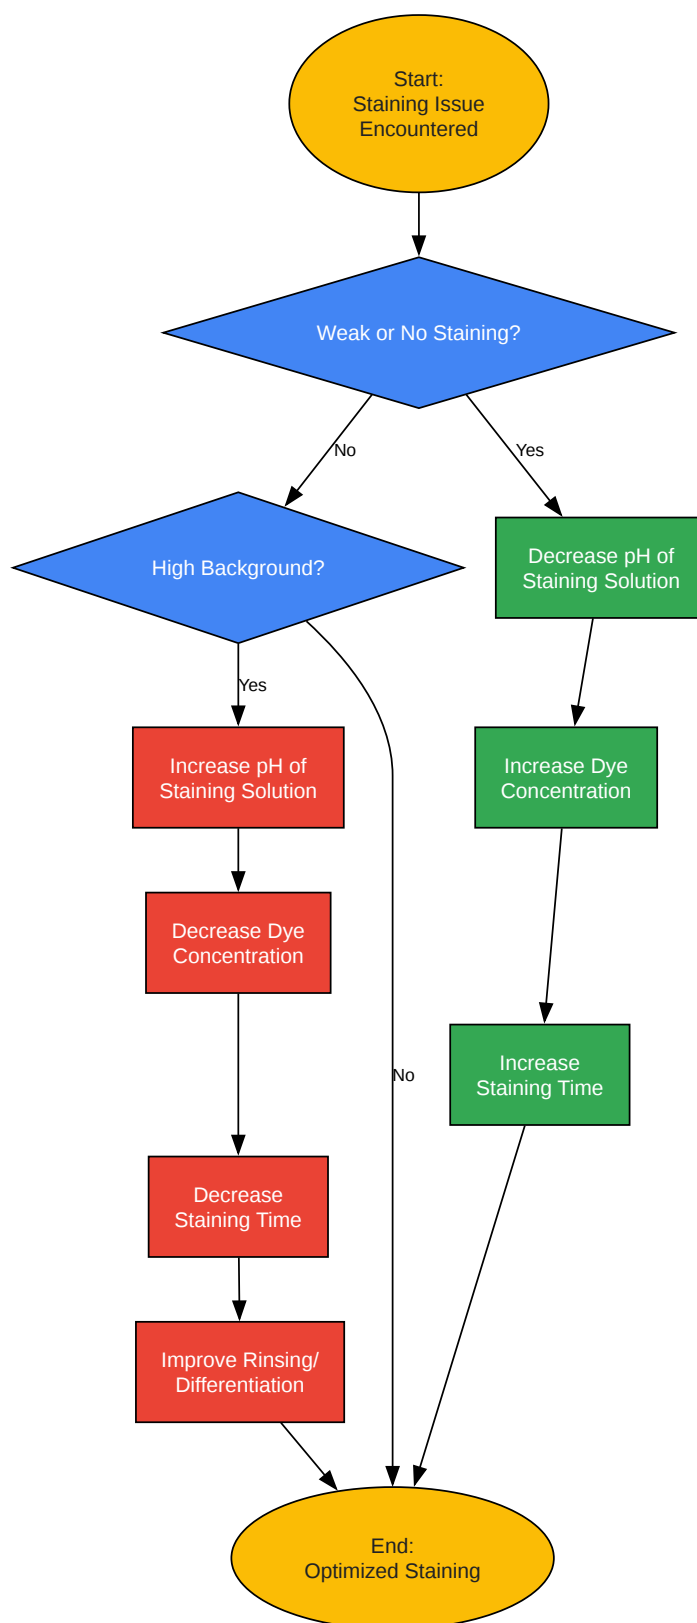 Start:
Staining Issue
Encountered
Weak or No Staining?
No
Yes
High Background?
Decrease pH of
Staining Solution
Yes
Increase pH of
Staining Solution
Increase Dye
Concentration
Decrease Dye
Concentration
No
Increase
Staining Time
Decrease
Staining Time
Improve Rinsing/
Differentiation
End:
Optimized Staining